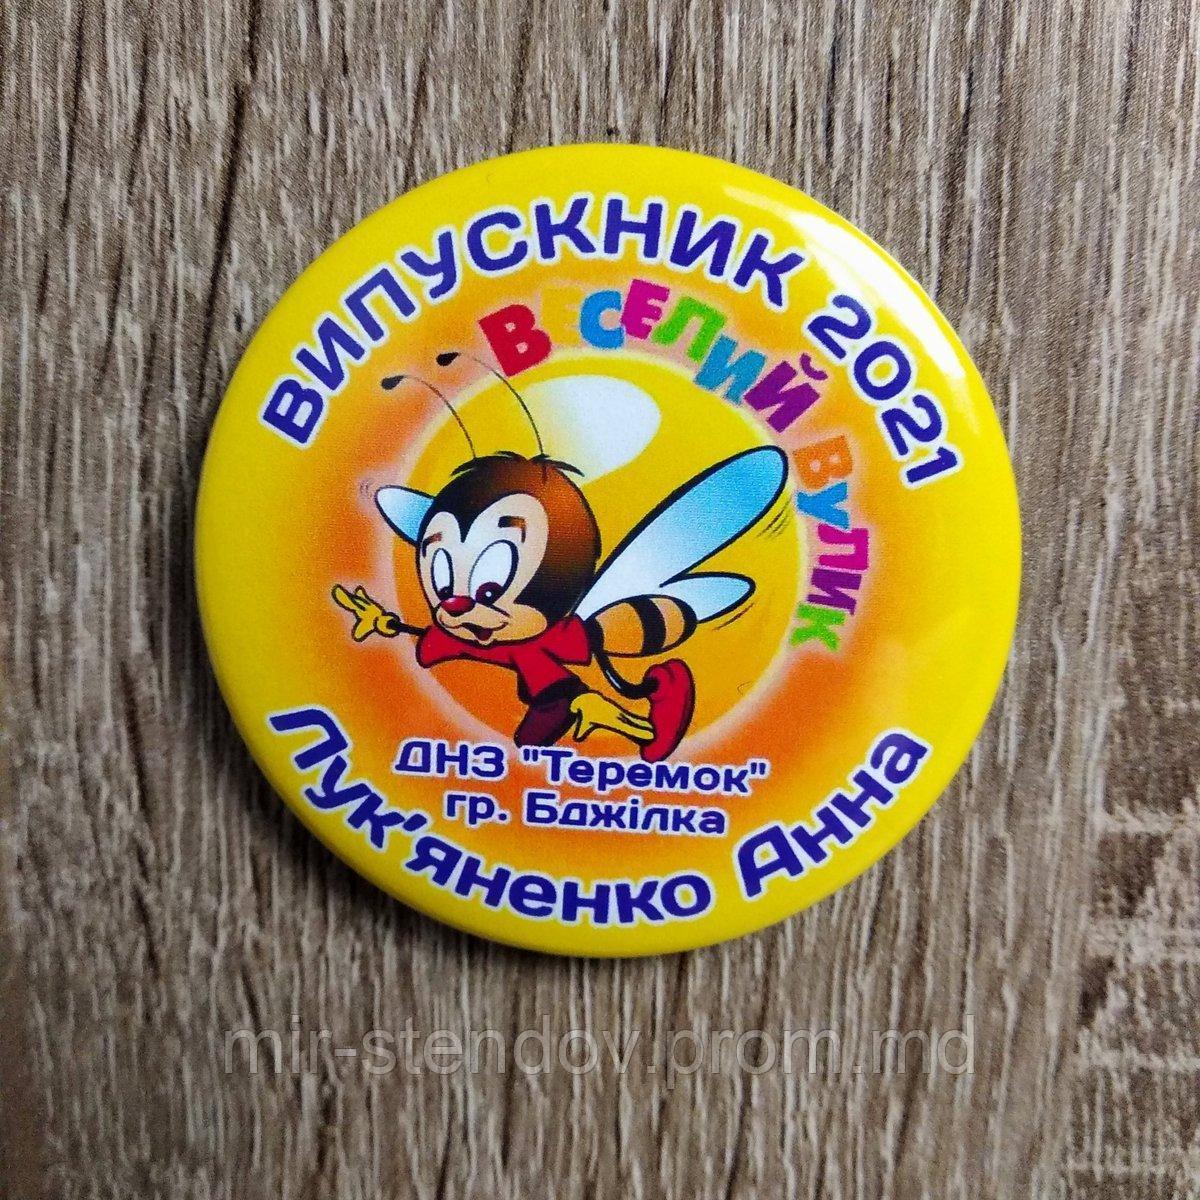 ВИПУСКНИК 2021
ВЕСЕЛИЙ ВУЛИК
ДНЗ "Теремок"
гр. Бджілка
Лук'яненко Анна
mir-stendov.prom.md